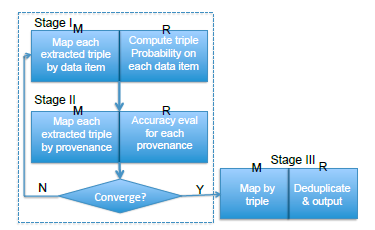 Stage I
M
R
Map each
extracted triple
by data item
Compute triple
Probability on
each data item
Stage II
M
R
Map each
extracted triple
by provenance
Accuracy eval
for each
provenance
N
Converge?
Y
Stage III
M
R
Map by
triple
Deduplicate
& output